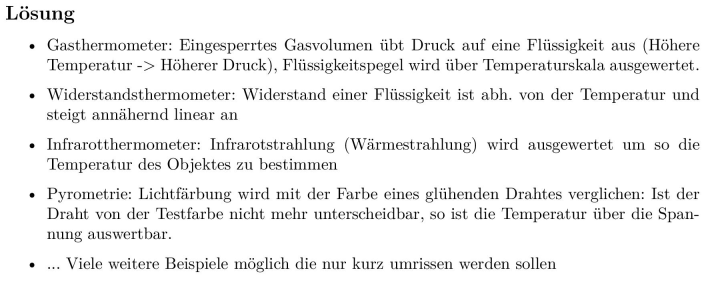 Lösung
• Gasthermometer: Eingesperrtes Gasvolumen übt Druck auf eine Flüssigkeit aus (Höhere
Temperatur -> Höherer Druck), Flüssigkeitspegel wird über Temperaturskala ausgewertet.
• Widerstandsthermometer: Widerstand einer Flüssigkeit ist abh. von der Temperatur und
steigt annähernd linear an
• Infrarotthermometer: Infrarotstrahlung (Wärmestrahlung) wird ausgewertet um so die
Temperatur des Objektes zu bestimmen
• Pyrometrie: Lichtfärbung wird mit der Farbe eines glühenden Drahtes verglichen: Ist der
Draht von der Testfarbe nicht mehr unterscheidbar, so ist die Temperatur über die Span-
nung auswertbar.
• ... Viele weitere Beispiele möglich die nur kurz umrissen werden sollen